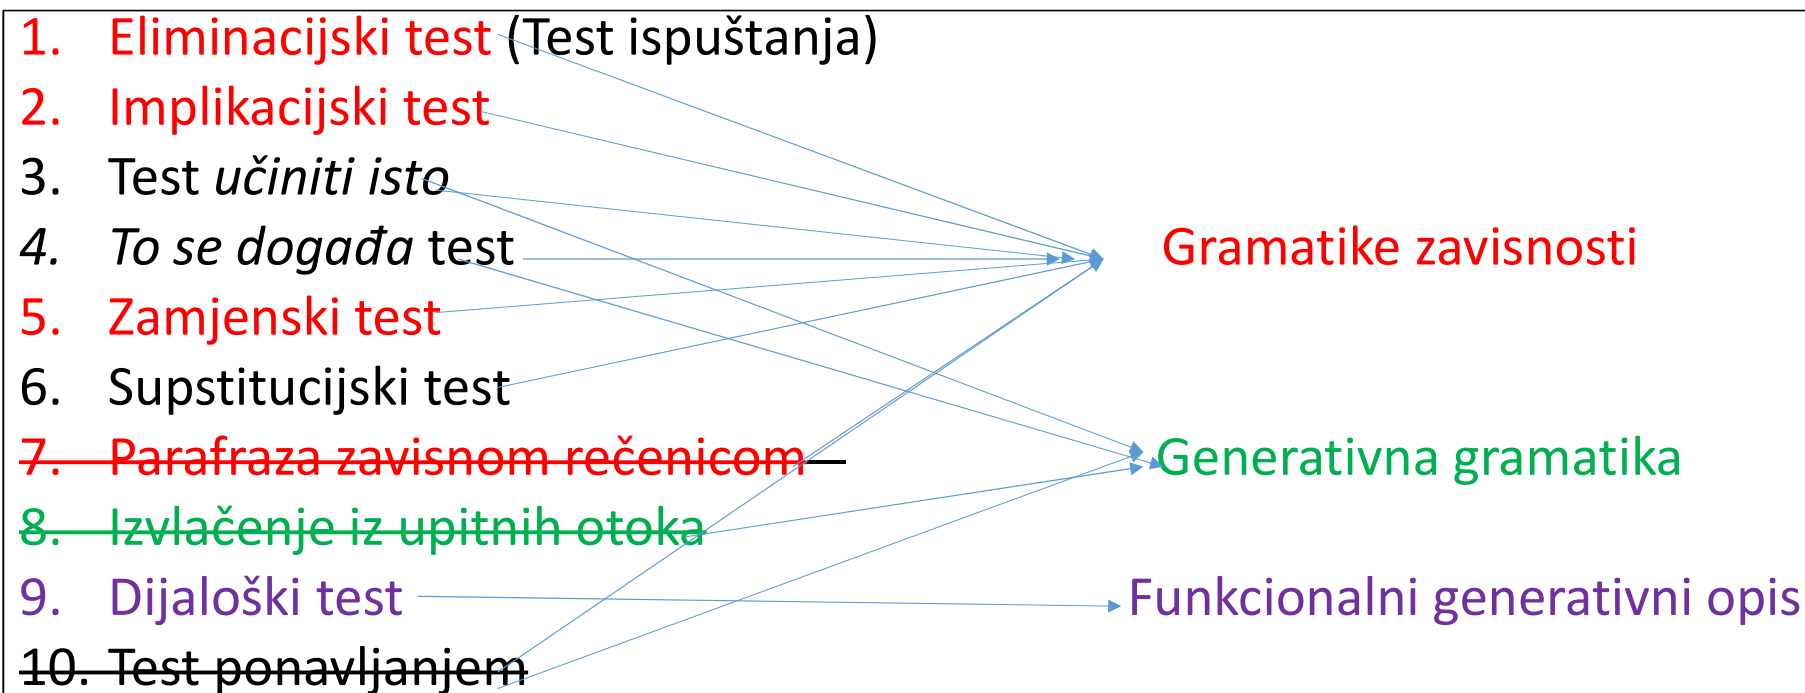 1. Eliminacijski test (Test ispuštanja)
2. Implikacijski test
3. Test učiniti isto
4. To se događa test
Gramatike zavisnosti
5. Zamjenski test
6. Supstitucijski test
7. Parafraza zavisnom rečenicom
Generativna gramatika
8. Izvlačenje iz upitnih otoka
9. Dijaloški test
Funkcionalni generativni opis
10. Test ponavljanjem